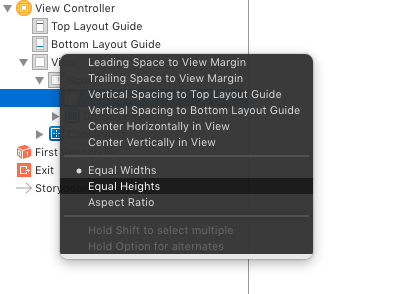 View Controller
Top Layout Guide
Bottom Layout Guide
View
Leading Space to View Margin
Trailing Space to View Margin
Vertical Spacing to Top Layout Guide
Vertical Spacing to Bottom Layout Guide
Center Horizontally in View
Center Vertically in View
First
Equal Widths
Exit
Equal Heights
Story
Aspect Ratio
Hold Shift to select multiple
Hold Option for alternates